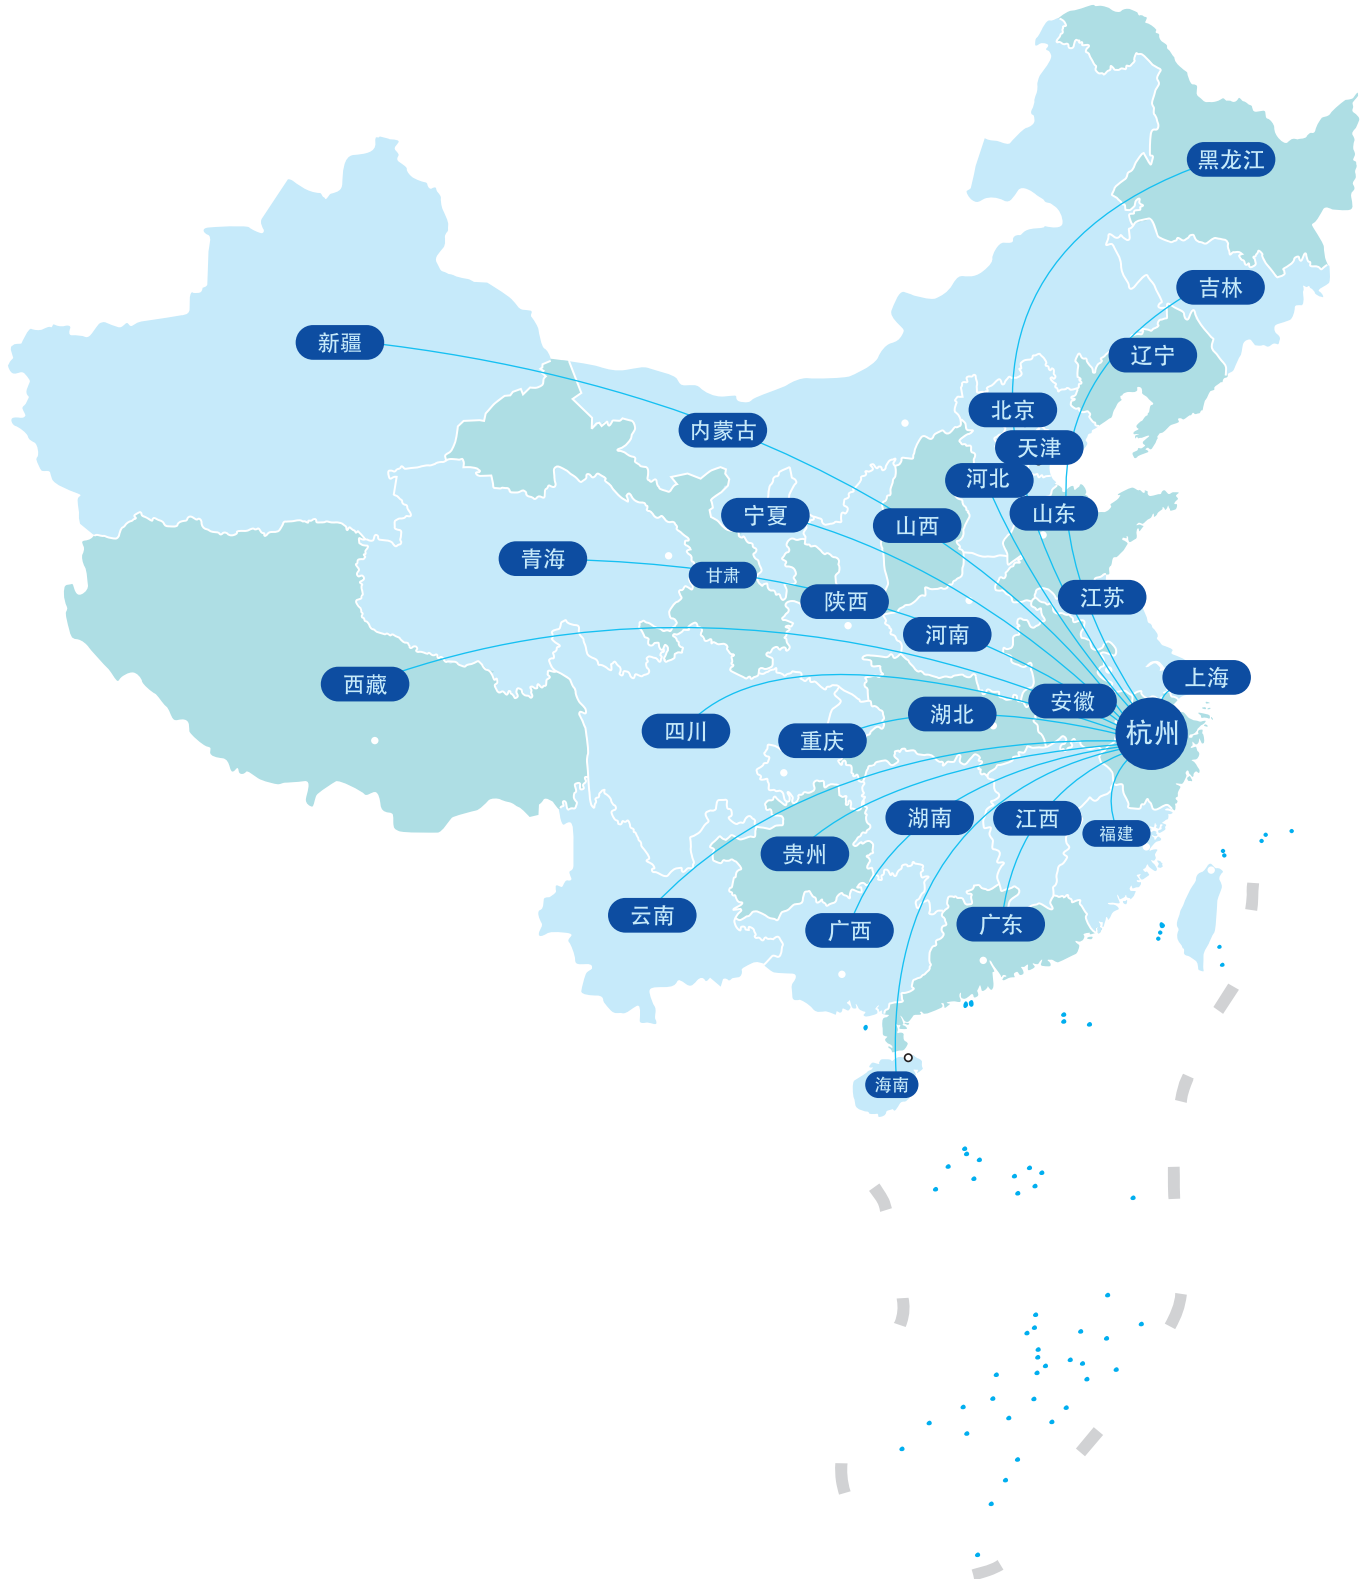 黑龙江
吉林
新疆
辽宁
北京
内蒙古
天津
河北
宁夏
山东
山西
青海
甘肃
江苏
陕西
河南
上海
西藏
安徽
湖北
四川
杭州
重庆
湖南
江西
福建
贵州
云南
广东
广西
海南